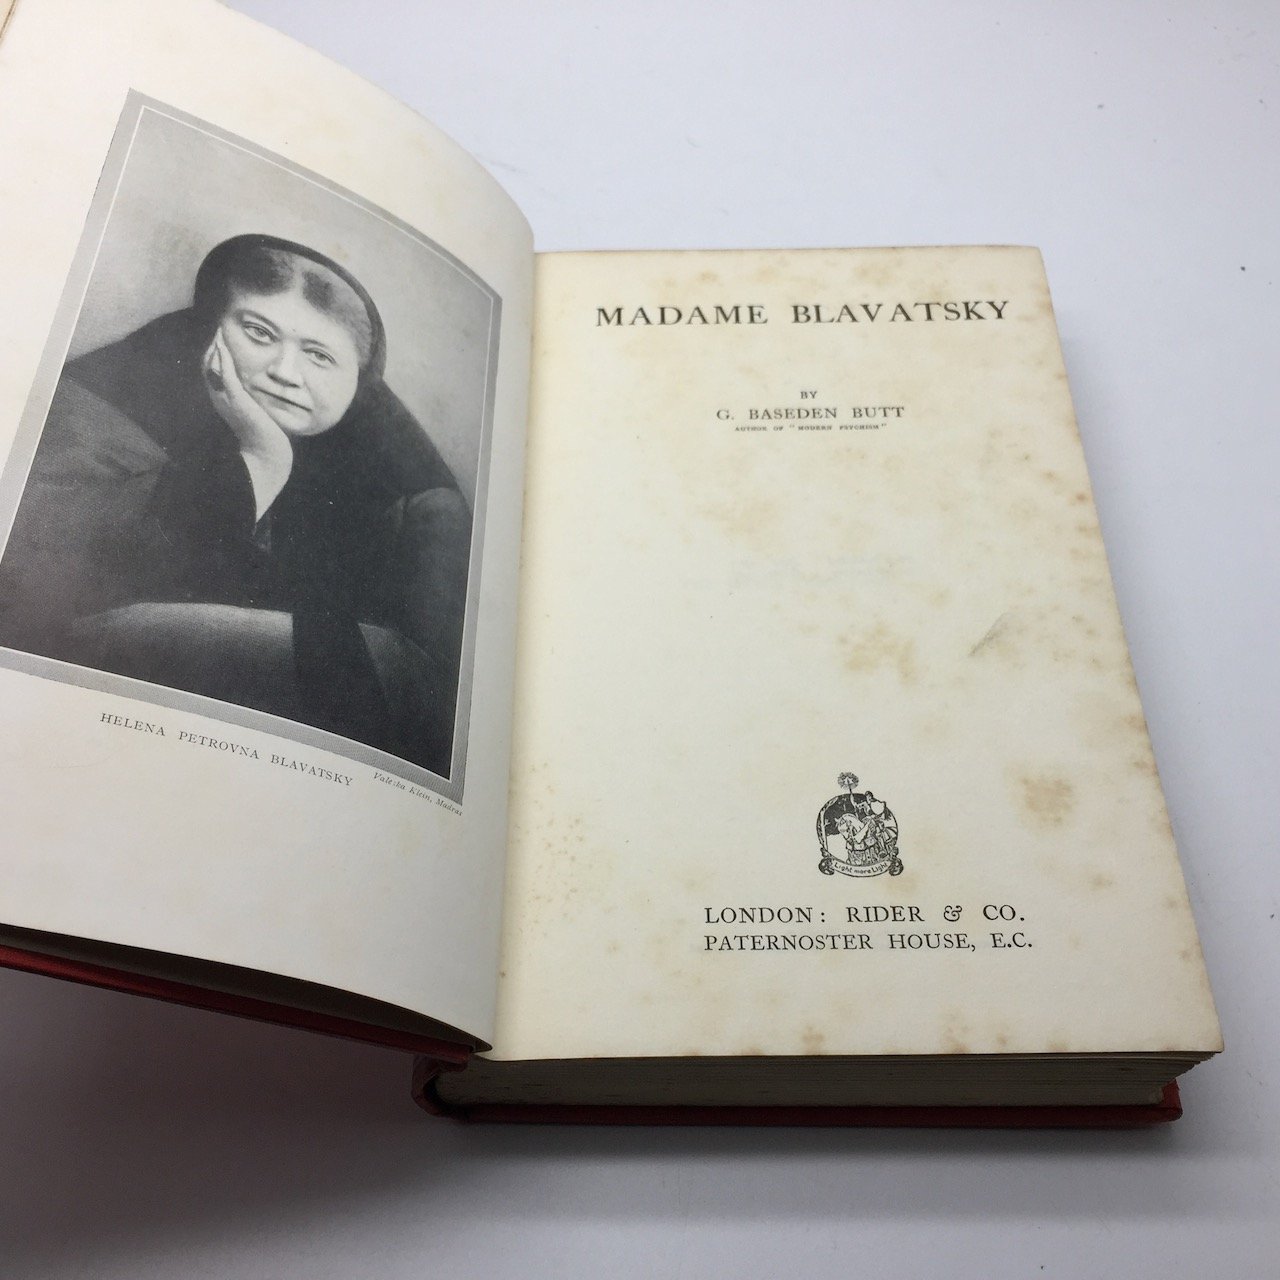 HELENA PETROVNA BLAVATSKY
Valeska Klein, Madras
MADAME BLAVATSKY
BY
G. BASEDEN BUTT
AUTHOR OF "MODERN PSYCHISM"
Light more Light
LONDON: RIDER & CO.
PATERNOSTER HOUSE, E.C.